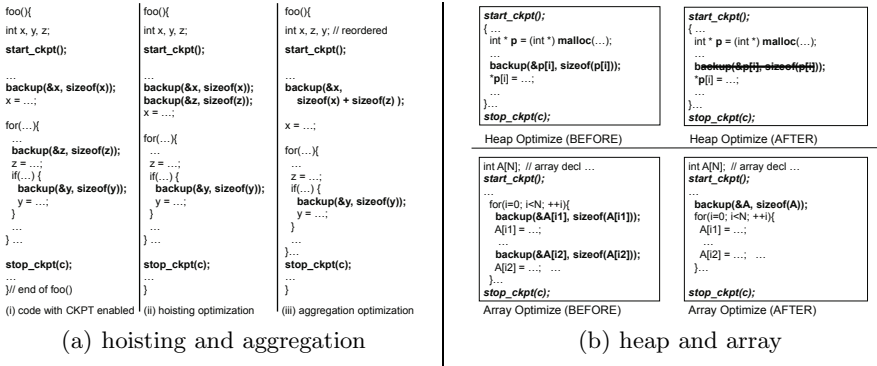 foo(){
int x, y, z;
start_ckpt();
…
backup(&x, sizeof(x));
x = …;
for(…){
…
backup(&z, sizeof(z));
z = …;
if(…) {
backup(&y, sizeof(y));
y = …;
}
…
} …
stop_ckpt(c);
…
}// end of foo()
(i) code with CKPT enabled
foo(){
int x, y, z;
start_ckpt();
…
backup(&x, sizeof(x));
backup(&z, sizeof(z));
x = …;
for(…){
…
z = …;
if(…) {
backup(&y, sizeof(y));
y = …;
}
…
} …
stop_ckpt(c);
…
}
(ii) hoisting optimization
foo(){
int x, z, y; // reordered
start_ckpt();
…
backup(&x,
sizeof(x) + sizeof(z) );
x = …;
for(…){
…
z = …;
if(…) {
backup(&y, sizeof(y));
y = …;
}
…
}…
stop_ckpt(c);
…
}
(iii) aggregation optimization
(a) hoisting and aggregation
start_ckpt();
{ …
int * p = (int *) malloc(…);
…
backup(&p[i], sizeof(p[i]));
*p[i] = …;
…
}…
stop_ckpt(c);
Heap Optimize (BEFORE)
start_ckpt();
{ …
int * p = (int *) malloc(…);
…
backup(&p[i], sizeof(p[i]));
*p[i] = …;
…
}…
stop_ckpt(c);
Heap Optimize (AFTER)
int A[N]; // array decl …
start_ckpt();
…
for(i=0; i<N; ++i){
backup(&A[i1], sizeof(A[i1]));
A[i1] = …;
…
backup(&A[i2], sizeof(A[i2]));
A[i2] = …; …
}…
stop_ckpt(c);
Array Optimize (BEFORE)
int A[N]; // array decl …
start_ckpt();
…
backup(&A, sizeof(A));
for(i=0; i<N; ++i){
A[i1] = …;
…
A[i2] = …; …
}…
stop_ckpt(c);
Array Optimize (AFTER)
(b) heap and array